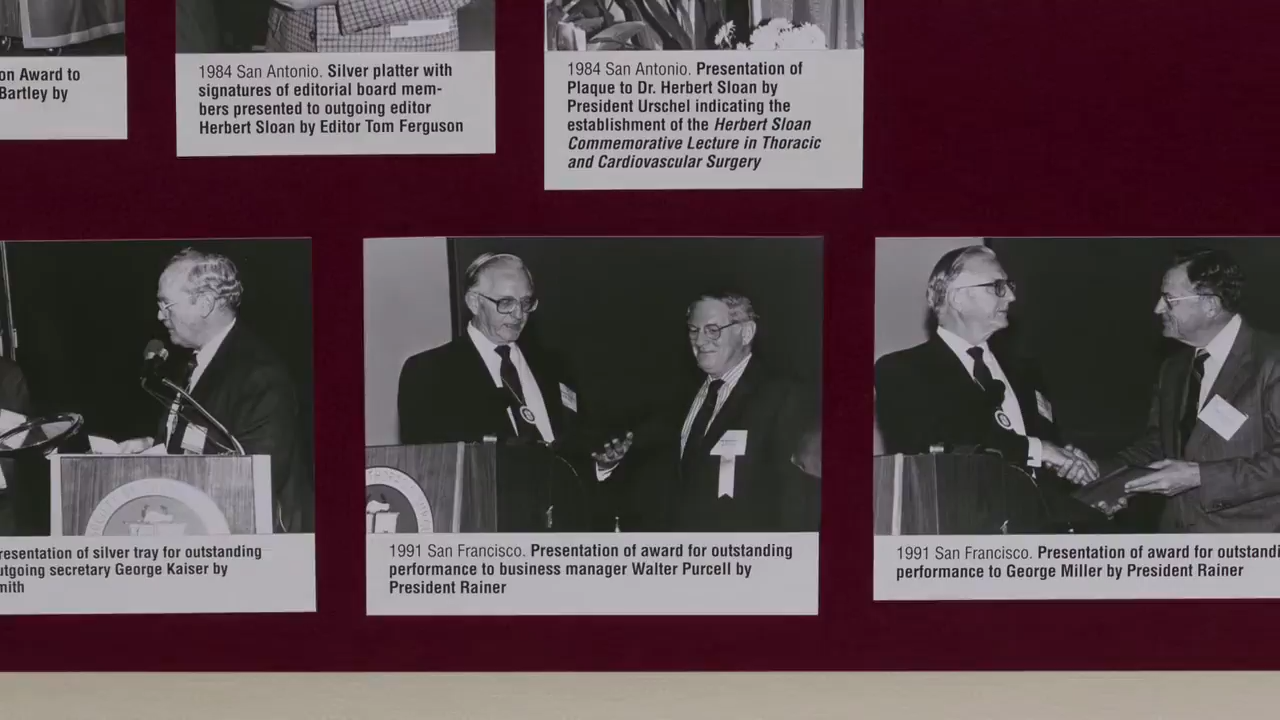 on Award to
Bartley by
1984 San Antonio. Silver platter with
signatures of editorial board mem-
bers presented to outgoing editor
Herbert Sloan by Editor Tom Ferguson
1984 San Antonio. Presentation of
Plaque to Dr. Herbert Sloan by
President Urschel indicating the
establishment of the Herbert Sloan
Commemorative Lecture in Thoracic
and Cardiovascular Surgery
resentation of silver tray for outstanding
utgoing secretary George Kaiser by
mith
1991 San Francisco. Presentation of award for outstanding
performance to business manager Walter Purcell by
President Rainer
1991 San Francisco. Presentation of award for outstandi
performance to George Miller by President Rainer